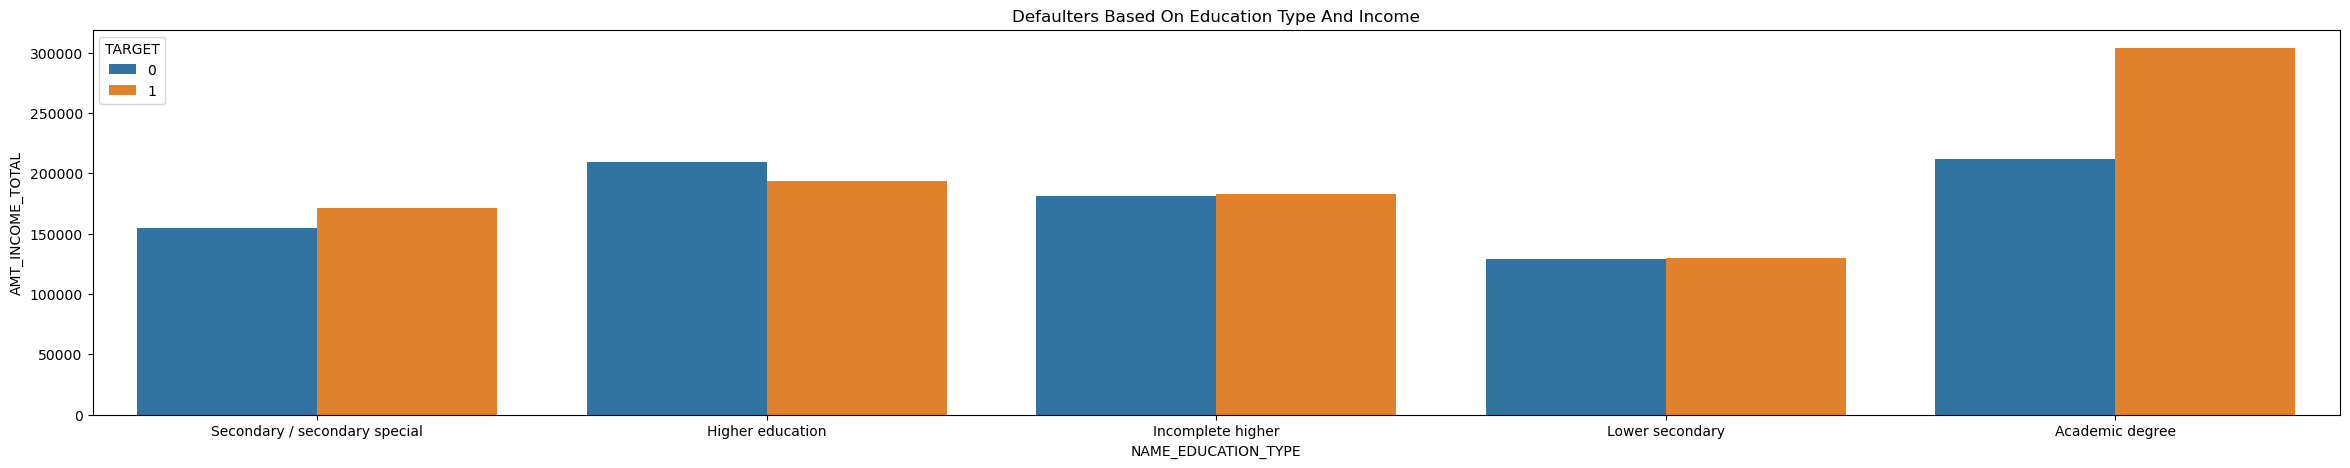 Defaulters Based On Education Type And Income
TARGET
0
1
300000
250000
200000
150000
100000
50000
0
AMT_INCOME_TOTAL
Secondary / secondary special
Higher education
Incomplete higher
Lower secondary
Academic degree
NAME_EDUCATION_TYPE